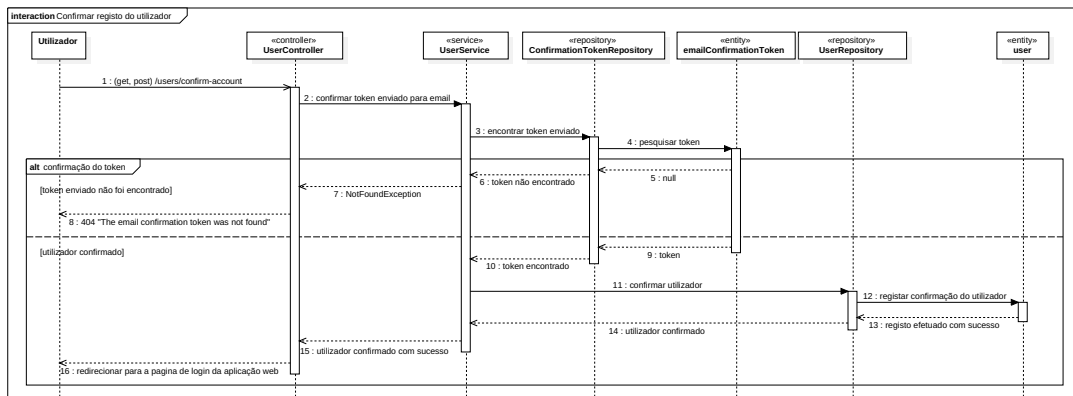 interaction Confirmar registo do utilizador
Utilizador
«controller»
UserController
«service»
UserService
«repository»
ConfirmationTokenRepository
«entity»
emailConfirmationToken
«repository»
UserRepository
«entity»
user
1 : (get, post) /users/confirm-account
2 : confirmar token enviado para email
3 : encontrar token enviado
4 : pesquisar token
alt confirmação do token
[token enviado não foi encontrado]
5 : null
6 : token não encontrado
7 : NotFoundException
8 : 404 "The email confirmation token was not found"
[utilizador confirmado]
9 : token
10 : token encontrado
11 : confirmar utilizador
12 : registar confirmação do utilizador
13 : registo efetuado com sucesso
14 : utilizador confirmado
15 : utilizador confirmado com sucesso
16 : redirecionar para a pagina de login da aplicação web